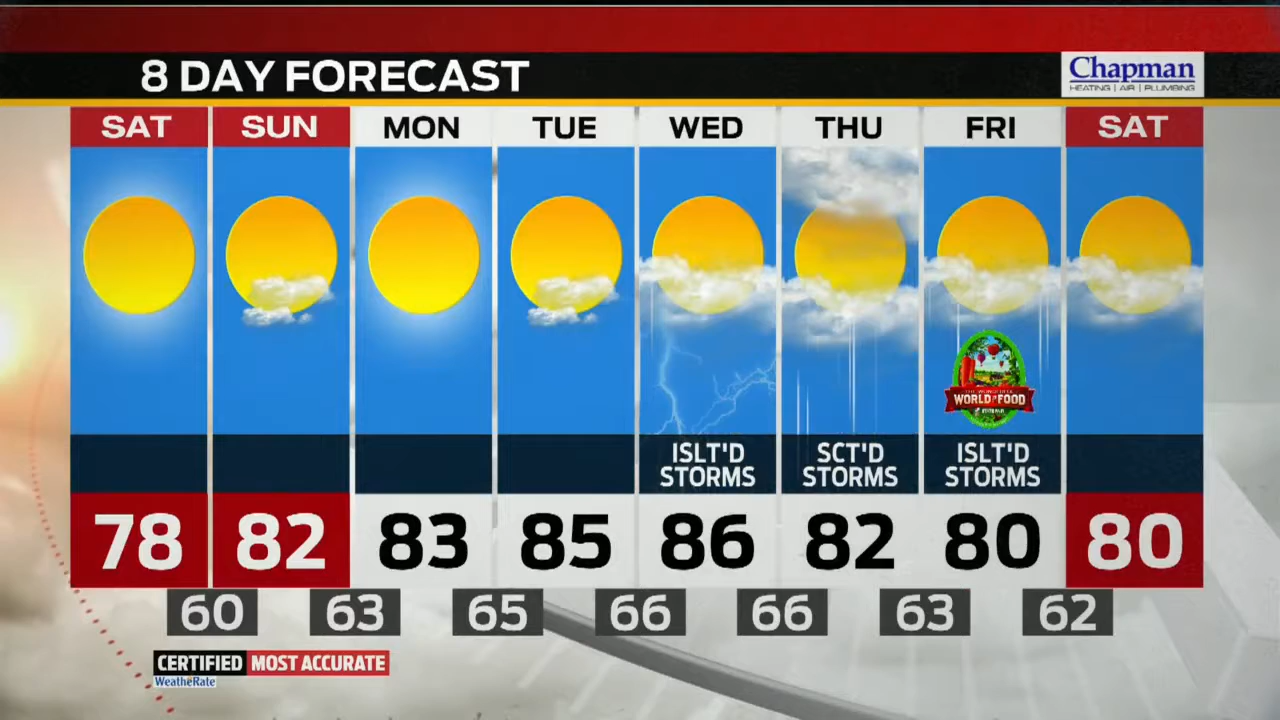 8 DAY FORECAST
Chapman
HEATING | AIR | PLUMBING
SAT SUN MON TUE WED THU FRI SAT
WORLD OF FOOD
ISLT'D STORMS
SCT'D STORMS
ISLT'D STORMS
78 82 83 85 86 82 80 80
60 63 65 66 66 63 62
CERTIFIED MOST ACCURATE
WeatheRate